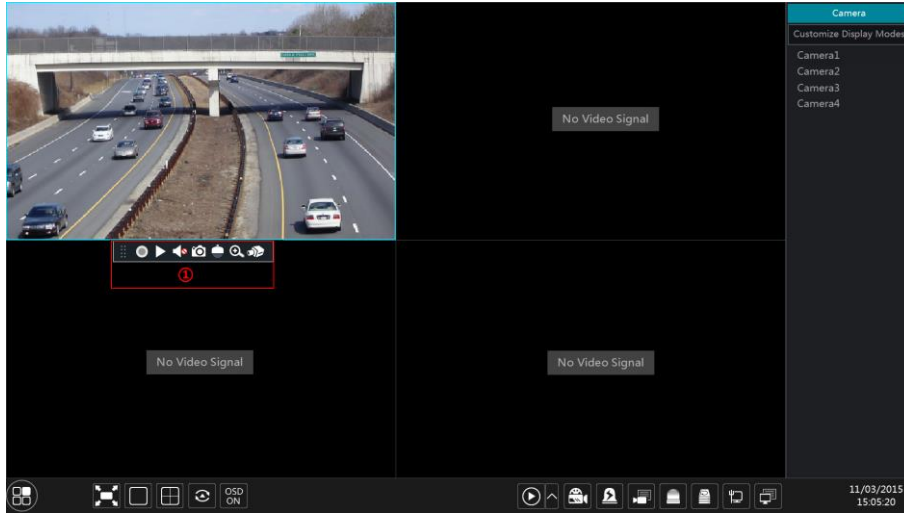 Camera
Customize Display Modes
Camera1
Camera2
Camera3
Camera4
No Video Signal
①
No Video Signal
No Video Signal
OSD
ON
11/03/2015
15:05:20